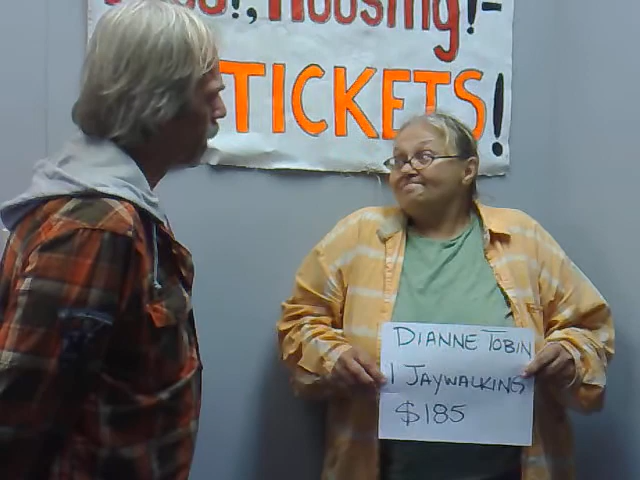 Housing!-
TICKETS!
DIANNE TOBIN
1 JAYWALKING
$185